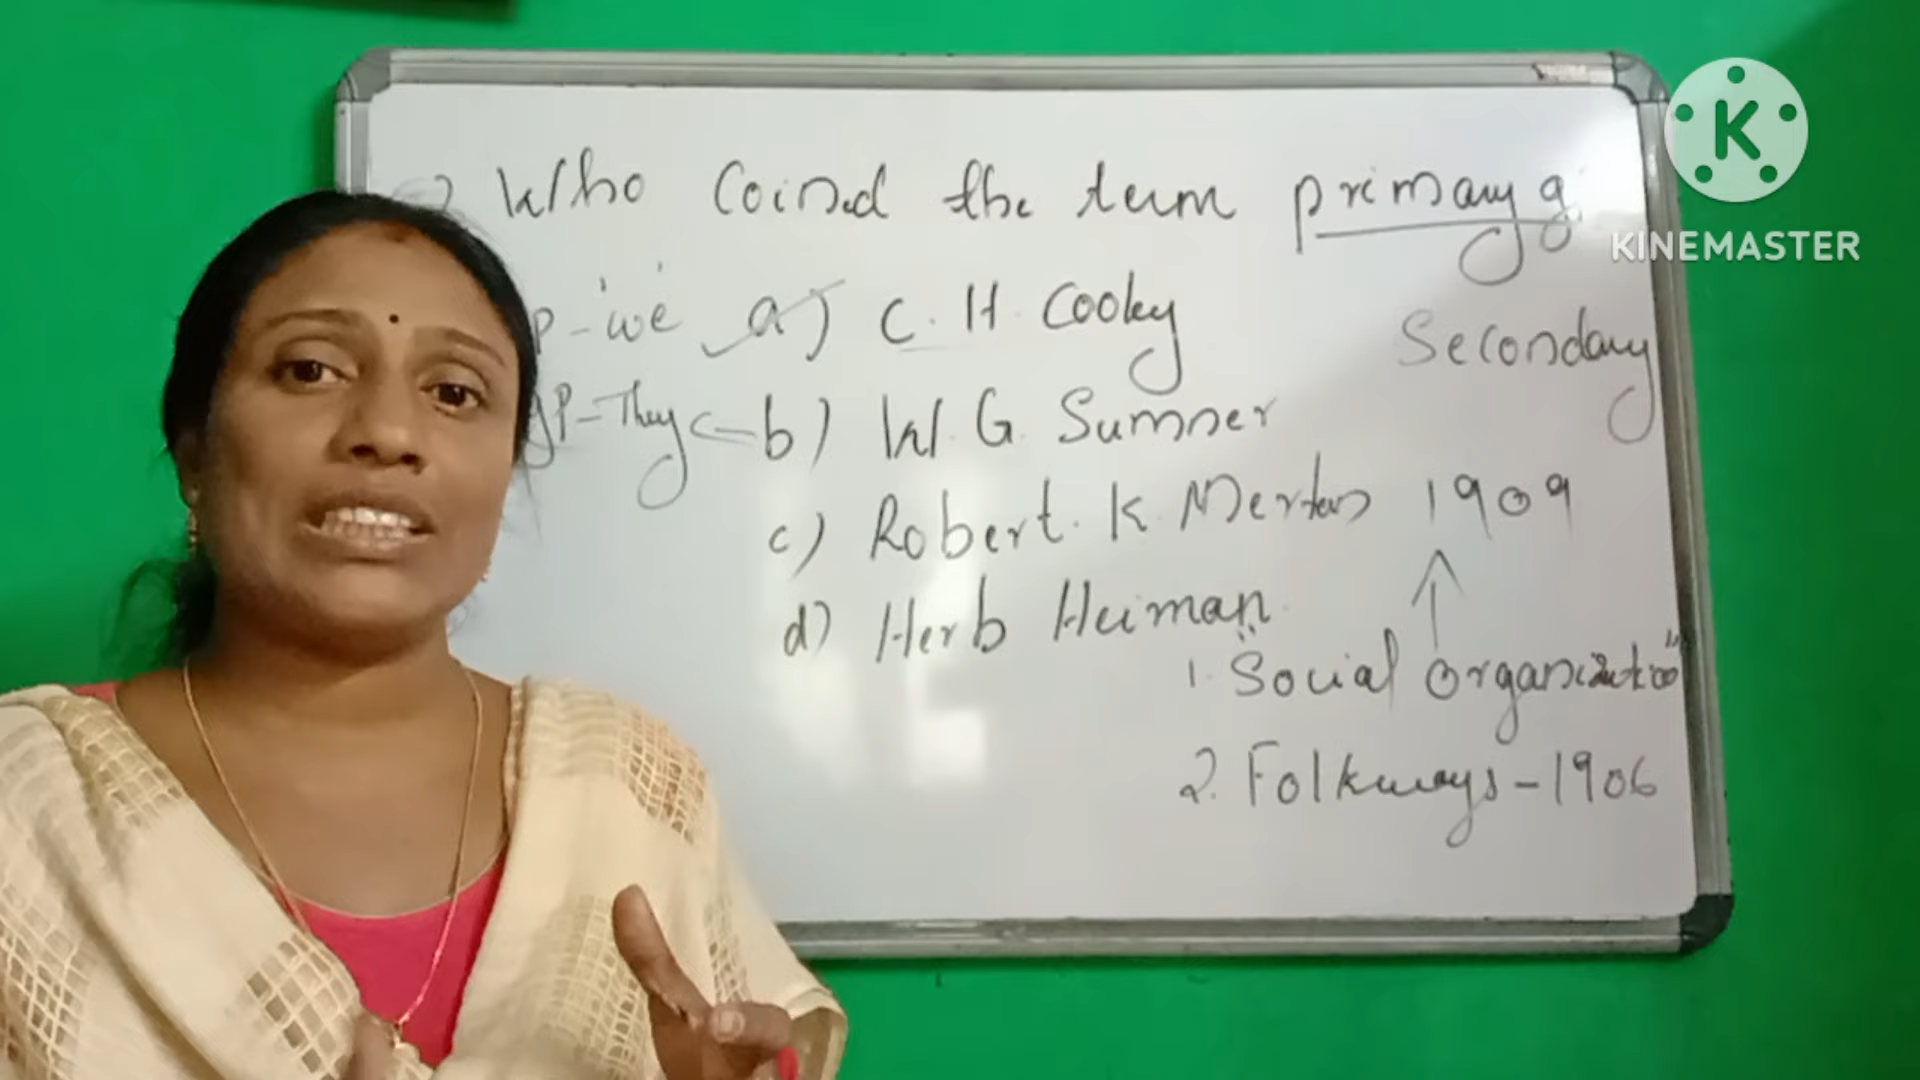 Who Coined the term primary g
P-'we' a) C. H. Cooley
gP-They b) W. G. Sumner
Secondary
c) Robert. K. Merton 1909
d) Herb Heiman.
1. "Social organization"
2. Folkways-1906
K
KINEMASTER